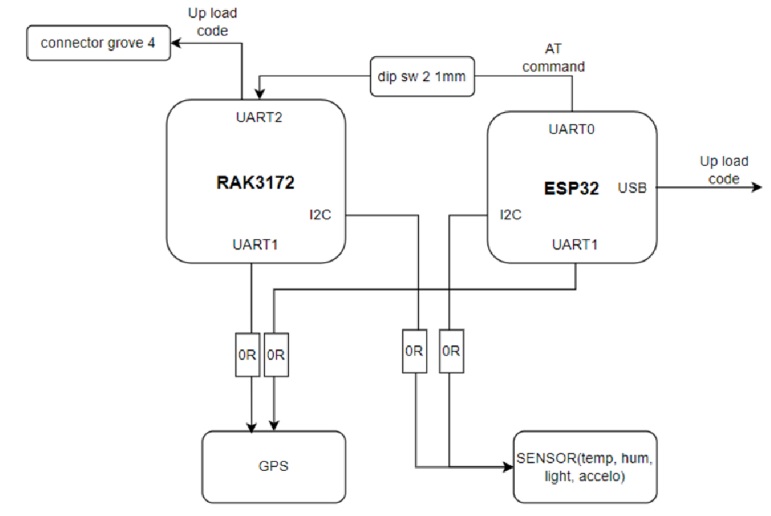 Up load
code
connector grove 4
AT
command
dip sw 2 1mm
UART2
UART0
RAK3172
ESP32
USB
Up load
code
I2C
I2C
UART1
UART1
0R
0R
0R
0R
GPS
SENSOR(temp, hum,
light, accelo)